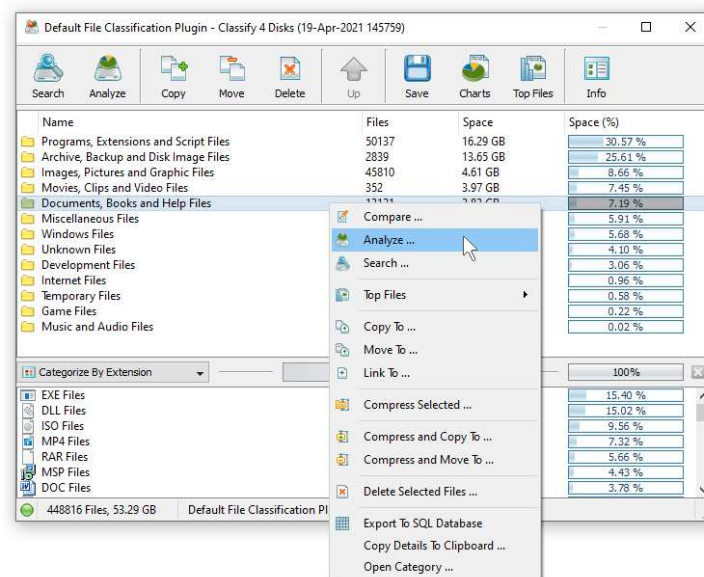 Default File Classification Plugin - Classify 4 Disks (19-Apr-2021 145759)
Search Analyze Copy Move Delete Up Save Charts Top Files Info
Name Files Space Space (%)
Programs, Extensions and Script Files 50137 16.29 GB 30.57 %
Archive, Backup and Disk Image Files 2839 13.65 GB 25.61 %
Images, Pictures and Graphic Files 45810 4.61 GB 8.66 %
Movies, Clips and Video Files 352 3.97 GB 7.45 %
Documents, Books and Help Files 7.19 %
Miscellaneous Files 5.91 %
Windows Files 5.68 %
Unknown Files 4.10 %
Development Files 3.06 %
Internet Files 0.96 %
Temporary Files 0.58 %
Game Files 0.22 %
Music and Audio Files 0.02 %
Compare ...
Analyze ...
Search ...
Top Files
Copy To ...
Move To ...
Link To ...
Compress Selected ...
Compress and Copy To ...
Compress and Move To ...
Delete Selected Files ...
Export To SQL Database
Copy Details To Clipboard ...
Open Category ...
Categorize By Extension 100%
EXE Files 15.40 %
DLL Files 15.02 %
ISO Files 9.56 %
MP4 Files 7.32 %
RAR Files 5.66 %
MSP Files 4.43 %
DOC Files 3.78 %
448816 Files, 53.29 GB Default File Classification Pl